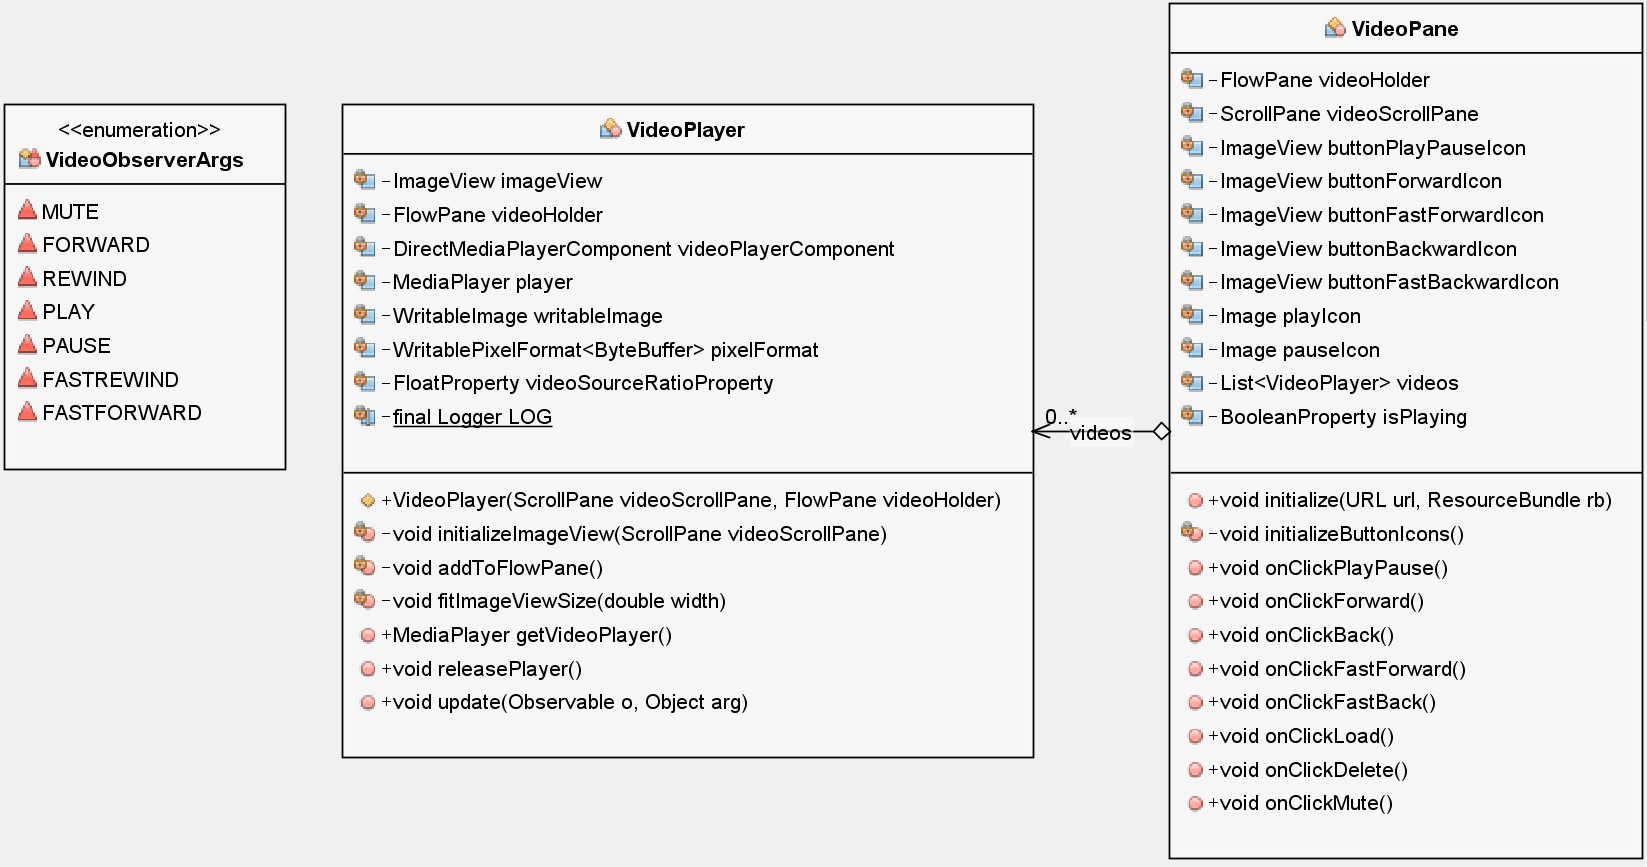 <<enumeration>>
VideoObserverArgs
MUTE
FORWARD
REWIND
PLAY
PAUSE
FASTREWIND
FASTFORWARD
VideoPlayer
-ImageView imageView
-FlowPane videoHolder
-DirectMediaPlayerComponent videoPlayerComponent
-MediaPlayer player
-WritableImage writableImage
-WritablePixelFormat<ByteBuffer> pixelFormat
-FloatProperty videoSourceRatioProperty
-final Logger LOG
+VideoPlayer(ScrollPane videoScrollPane, FlowPane videoHolder)
-void initializeImageView(ScrollPane videoScrollPane)
-void addToFlowPane()
-void fitImageViewSize(double width)
+MediaPlayer getVideoPlayer()
+void releasePlayer()
+void update(Observable o, Object arg)
0..*
videos
VideoPane
-FlowPane videoHolder
-ScrollPane videoScrollPane
-ImageView buttonPlayPauseIcon
-ImageView buttonForwardIcon
-ImageView buttonFastForwardIcon
-ImageView buttonBackwardIcon
-ImageView buttonFastBackwardIcon
-Image playIcon
-Image pauseIcon
-List<VideoPlayer> videos
-BooleanProperty isPlaying
+void initialize(URL url, ResourceBundle rb)
-void initializeButtonIcons()
+void onClickPlayPause()
+void onClickForward()
+void onClickBack()
+void onClickFastForward()
+void onClickFastBack()
+void onClickLoad()
+void onClickDelete()
+void onClickMute()